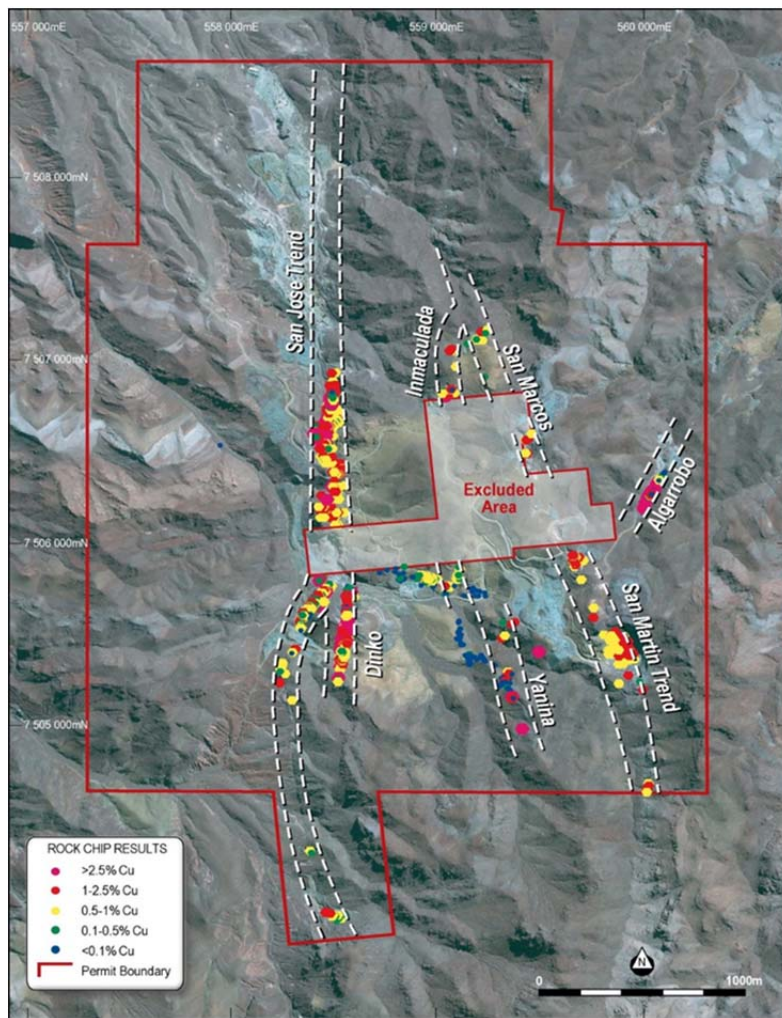 557 000mE
558 000mE
559 000mE
560 000mE
7 508 000mN
San Jose Trend
7 507 000mN
Inmaculada
San Marcos
Excluded
Area
Algarrobo
7 506 000mN
Dinko
Yanina
San Martin Trend
7 505 000mN
ROCK CHIP RESULTS
>2.5% Cu
1-2.5% Cu
0.5-1% Cu
0.1-0.5% Cu
<0.1% Cu
Permit Boundary
N
0
1000m